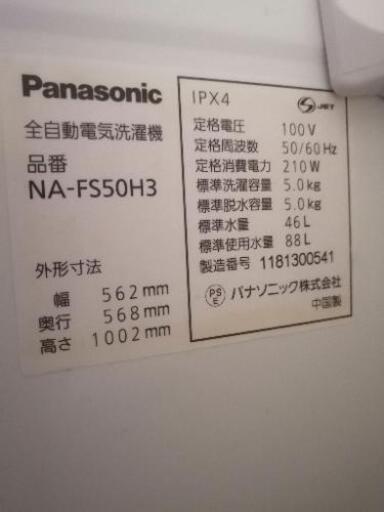 Panasonic
全自動電気洗濯機
品番
NA-FS50H3
外形寸法
幅 562mm
奥行 568mm
高さ 1002mm
IPX4
S JET
定格電圧 100V
定格周波数 50/60Hz
定格消費電力 210W
標準洗濯容量 5.0kg
標準脱水容量 5.0kg
標準水量 46L
標準使用水量 88L
製造番号 1181300541
PS E パナソニック株式会社
中国製